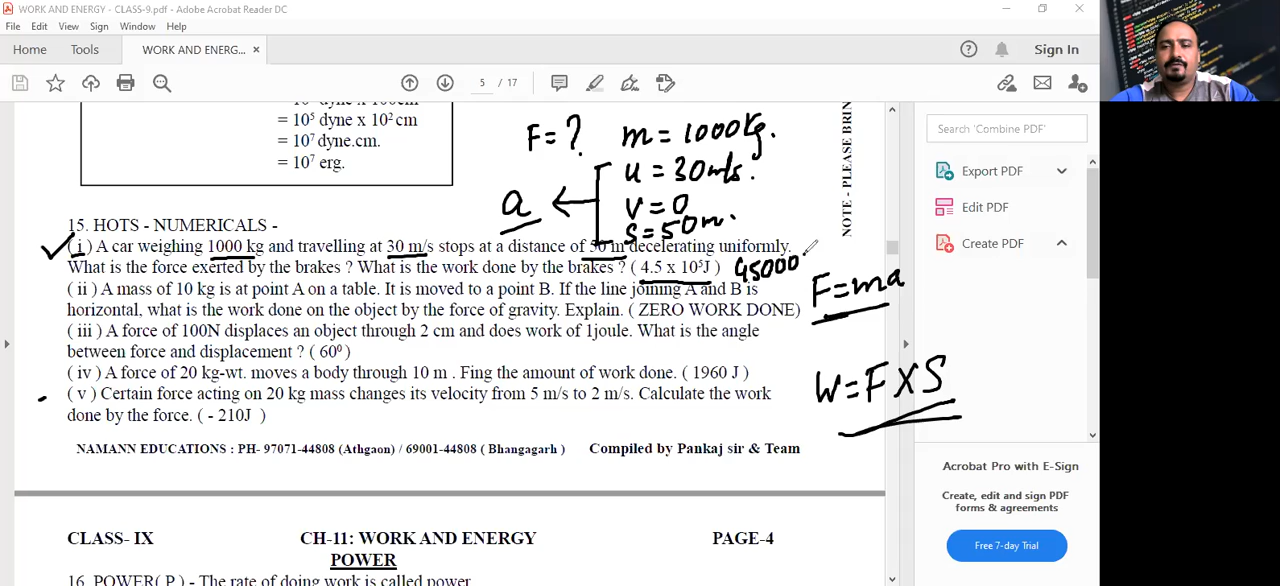 WORK AND ENERGY - CLASS-9.pdf - Adobe Acrobat Reader DC
File Edit View Sign Window Help
Home Tools WORK AND ENERG... × Sign In
5 / 17
= 10⁵ dyne x 10² cm
= 10⁷ dyne.cm.
= 10⁷ erg.
F=? m=1000kg.
u=30m/s.
a ← v=0
s=50m.
NOTE - PLEASE BRIN
15. HOTS - NUMERICALS -
(i) A car weighing 1000 kg and travelling at 30 m/s stops at a distance of 50 m decelerating uniformly.
What is the force exerted by the brakes ? What is the work done by the brakes ? ( 4.5 x 10⁵J ) 45000
(ii) A mass of 10 kg is at point A on a table. It is moved to a point B. If the line joining A and B is
horizontal, what is the work done on the object by the force of gravity. Explain. ( ZERO WORK DONE)
F=ma
(iii) A force of 100N displaces an object through 2 cm and does work of 1joule. What is the angle
between force and displacement ? ( 60⁰)
(iv) A force of 20 kg-wt. moves a body through 10 m . Fing the amount of work done. ( 1960 J )
W=F×S
(v) Certain force acting on 20 kg mass changes its velocity from 5 m/s to 2 m/s. Calculate the work
done by the force. ( - 210J )
NAMANN EDUCATIONS : PH- 97071-44808 (Athgaon) / 69001-44808 ( Bhangagarh ) Compiled by Pankaj sir & Team
CLASS- IX CH-11: WORK AND ENERGY PAGE-4
POWER
16. POWER( P ) - The rate of doing work is called power
Search 'Combine PDF'
Export PDF
Edit PDF
Create PDF
Acrobat Pro with E-Sign
Create, edit and sign PDF
forms & agreements
Free 7-day Trial